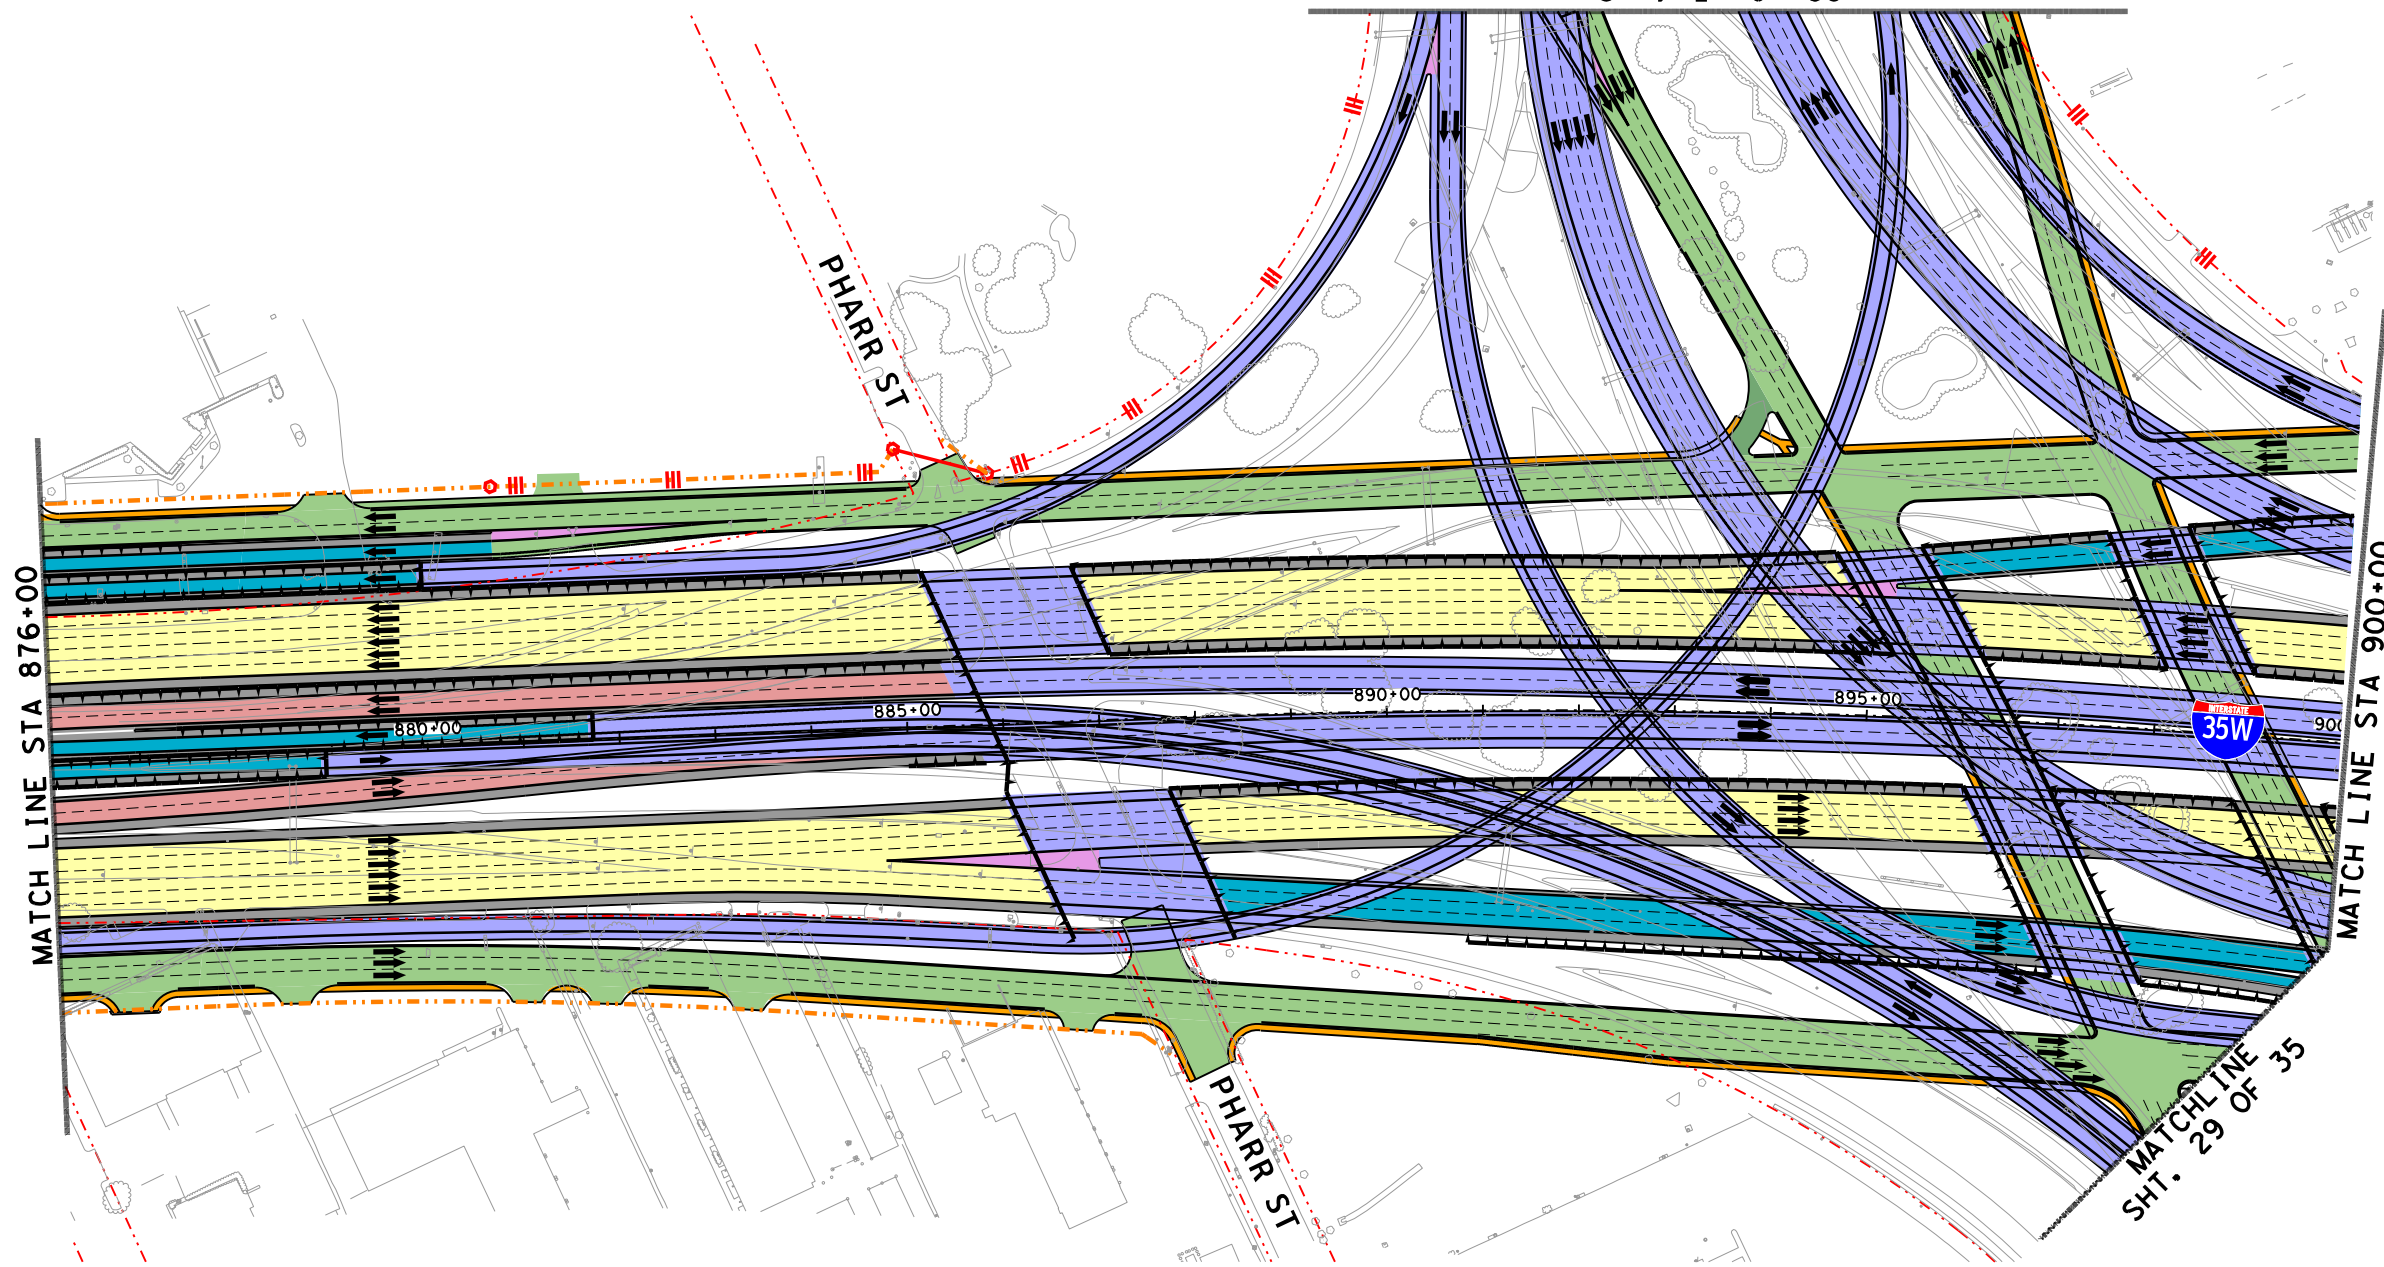 PHARR ST
MATCH LINE STA 876+00
880+00
885+00
890+00
895+00
900
INTERSTATE
35W
MATCH LINE STA 900+00
PHARR ST
MATCHLINE
SHT. 29 OF 35